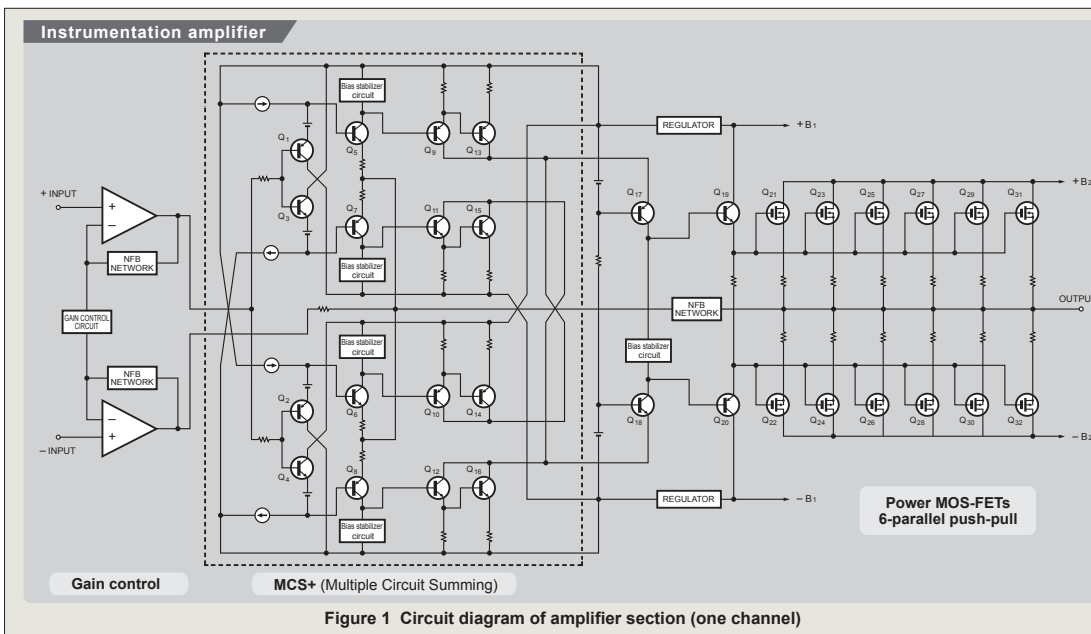 Instrumentation amplifier
+ INPUT
+
−
NFB
NETWORK
GAIN CONTROL
CIRCUIT
NFB
NETWORK
−
+
− INPUT
Bias stabilizer
circuit
Q1
Q5
Q9
Q13
Q3
Q7
Q11
Q15
Bias stabilizer
circuit
Bias stabilizer
circuit
Q2
Q6
Q10
Q14
Q4
Q8
Q12
Q16
Bias stabilizer
circuit
REGULATOR
+B1
Q17
Q19
Q21
Q23
Q25
Q27
Q29
Q31
+B2
NFB
NETWORK
OUTPUT
Bias stabilizer
circuit
Q18
Q20
Q22
Q24
Q26
Q28
Q30
Q32
−B2
REGULATOR
−B1
Power MOS-FETs
6-parallel push-pull
Gain control
MCS+ (Multiple Circuit Summing)
Figure 1 Circuit diagram of amplifier section (one channel)